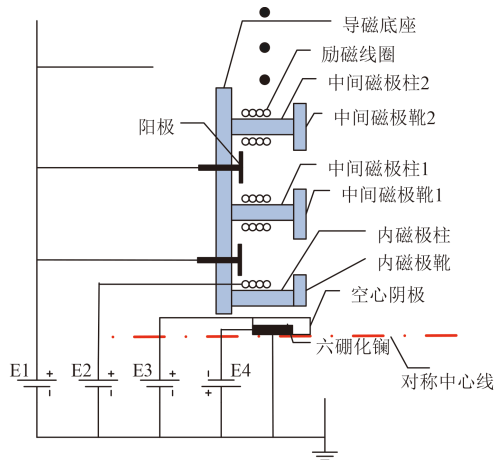 导磁底座
励磁线圈
中间磁极柱2
中间磁极靴2
阳极
中间磁极柱1
中间磁极靴1
内磁极柱
内磁极靴
空心阴极
六硼化镧
对称中心线
E1 + -
E2 + -
E3 + -
E4 - +